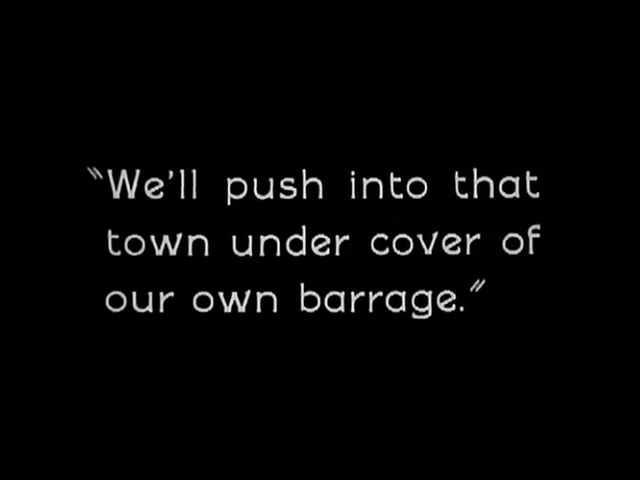 "We'll push into that
town under cover of
our own barrage."